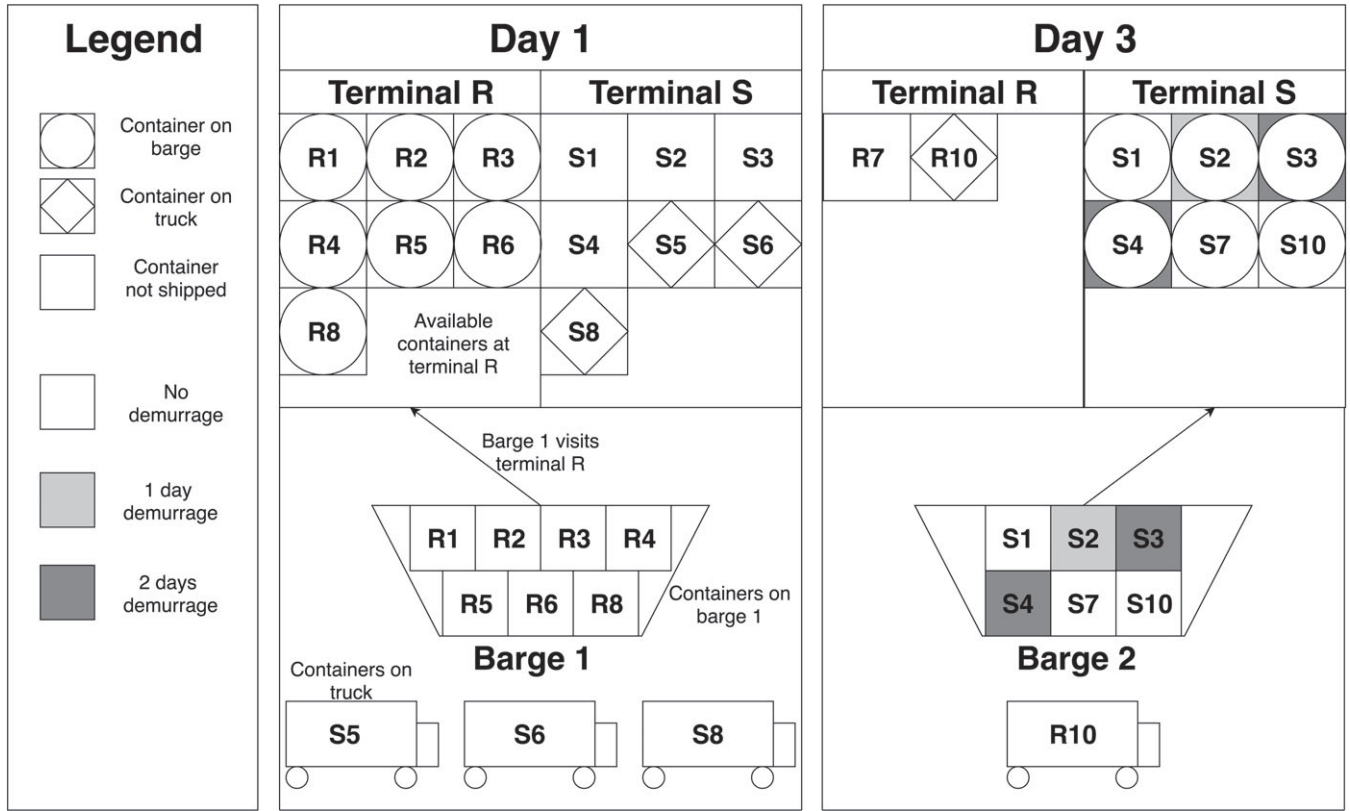 Legend
Container on
barge
Container on
truck
Container
not shipped
No
demurrage
1 day
demurrage
2 days
demurrage
Day 1
Terminal R
Terminal S
R1
R2
R3
S1
S2
S3
R4
R5
R6
S4
S5
S6
R8
Available
containers at
terminal R
S8
Barge 1 visits
terminal R
R1
R2
R3
R4
R5
R6
R8
Containers on
barge 1
Barge 1
Containers on
truck
S5
S6
S8
Day 3
Terminal R
Terminal S
R7
R10
S1
S2
S3
S4
S7
S10
S1
S2
S3
S4
S7
S10
Barge 2
R10